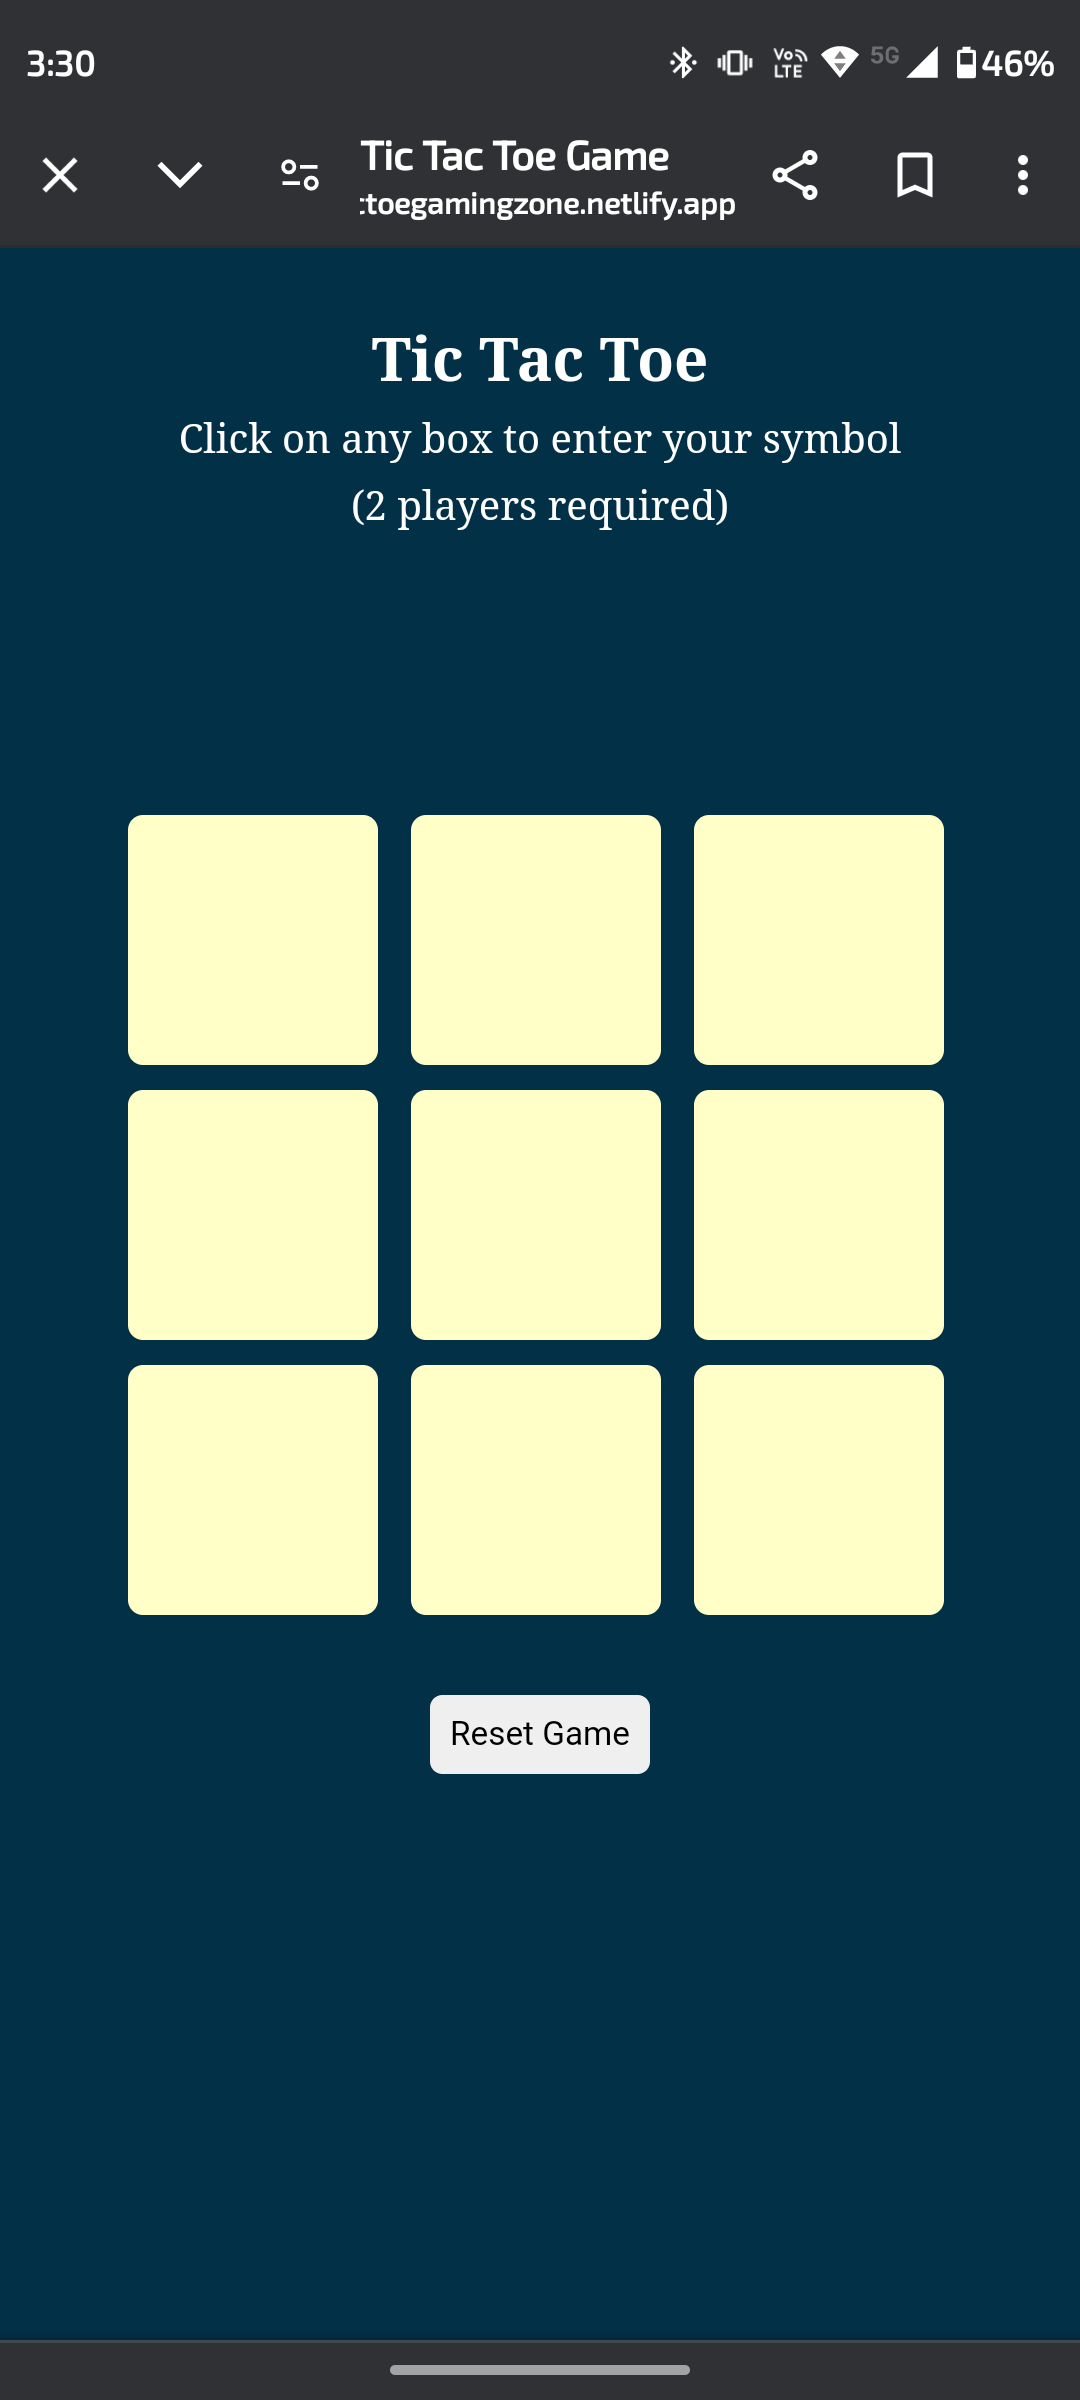 3:30
Vo LTE 5G 46%
Tic Tac Toe Game
toegamingzone.netlify.app
Tic Tac Toe
Click on any box to enter your symbol
(2 players required)
Reset Game